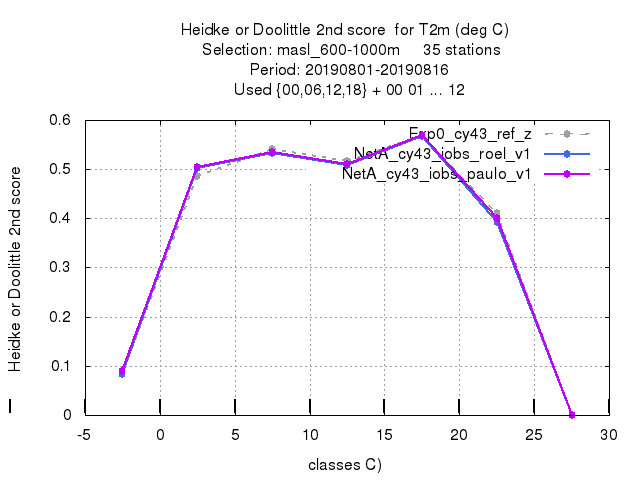 Heidke or Doolittle 2nd score  for T2m (deg C)
Selection: masl_600-1000m     35 stations
Period: 20190801-20190816
Used {00,06,12,18} + 00 01 ... 12
Exp0_cy43_ref_z
NetA_cy43_iobs_roel_v1
NetA_cy43_iobs_paulo_v1
Heidke or Doolittle 2nd score
0.6
0.5
0.4
0.3
0.2
0.1
0
-5 0 5 10 15 20 25 30
classes C)